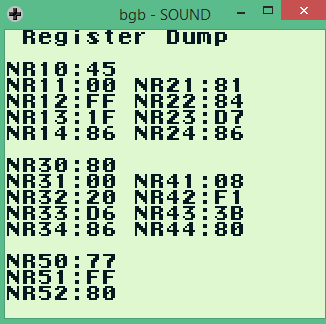 bgb - SOUND
Register Dump
NR10:45
NR11:00 NR21:81
NR12:FF NR22:84
NR13:1F NR23:D7
NR14:86 NR24:86
NR30:80
NR31:00 NR41:08
NR32:20 NR42:F1
NR33:D6 NR43:3B
NR34:86 NR44:80
NR50:77
NR51:FF
NR52:80